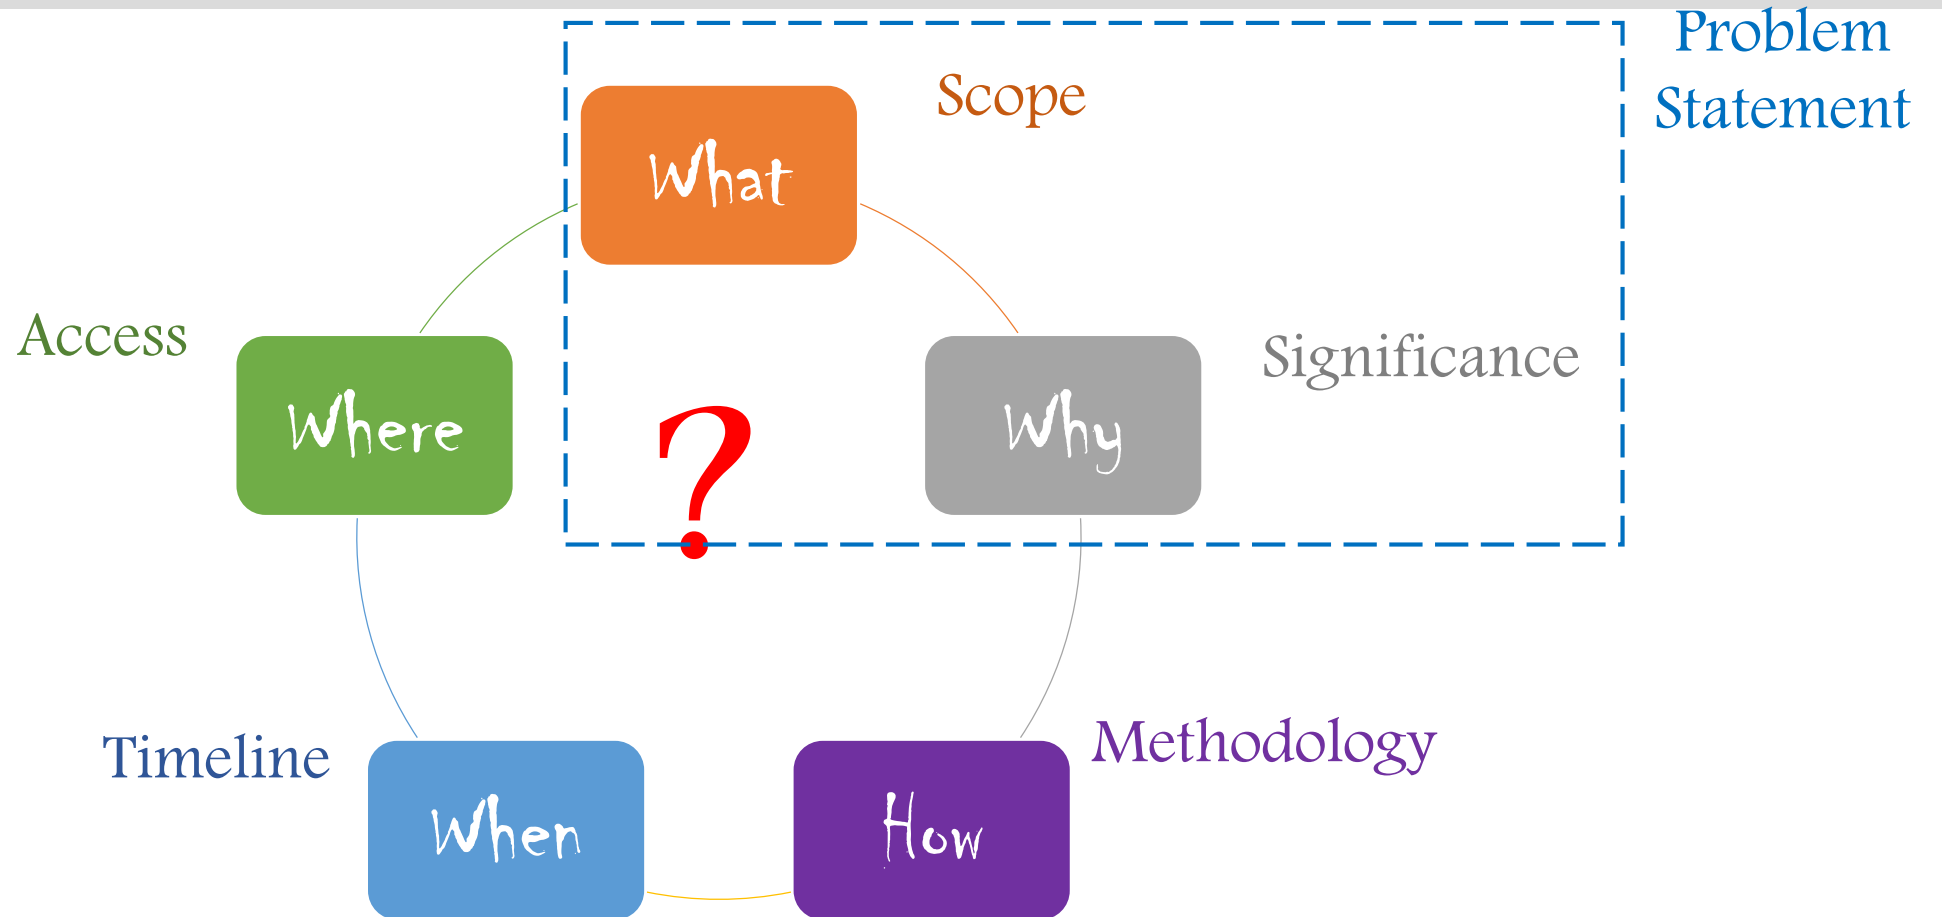 Problem
Statement
Scope
What
Access
Significance
Where
Why
?
Timeline
Methodology
When
How